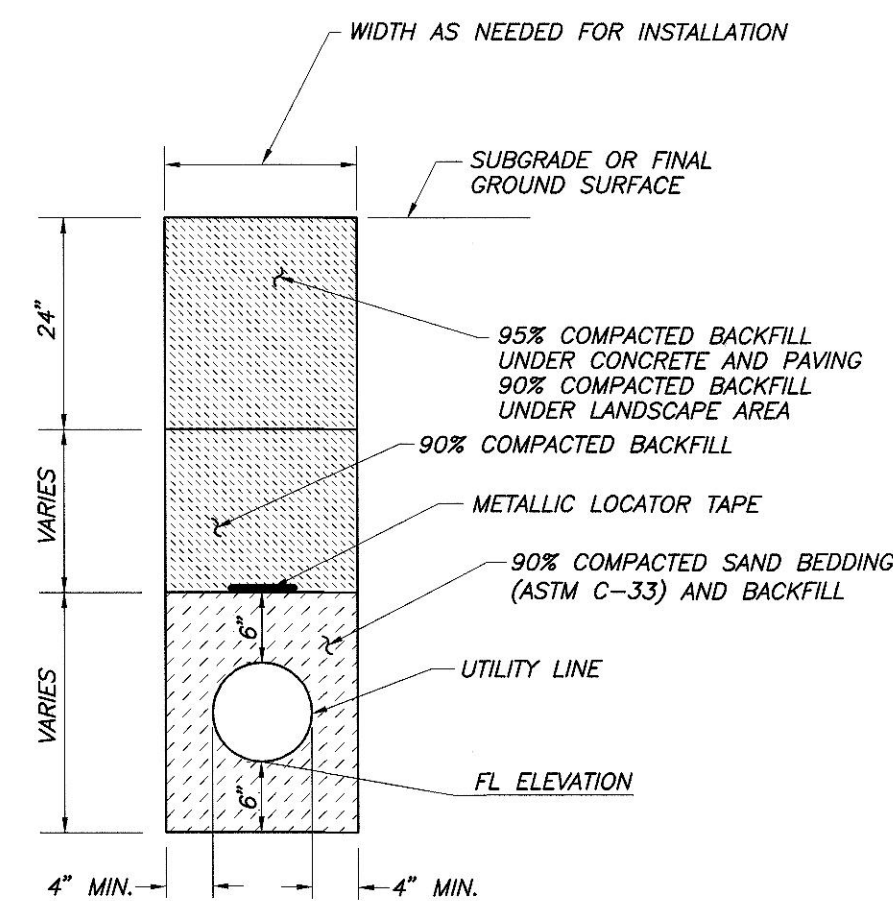 WIDTH AS NEEDED FOR INSTALLATION
SUBGRADE OR FINAL
GROUND SURFACE
24"
95% COMPACTED BACKFILL
UNDER CONCRETE AND PAVING
90% COMPACTED BACKFILL
UNDER LANDSCAPE AREA
90% COMPACTED BACKFILL
VARIES
METALLIC LOCATOR TAPE
90% COMPACTED SAND BEDDING
(ASTM C-33) AND BACKFILL
6"
UTILITY LINE
VARIES
FL ELEVATION
6"
4" MIN.
4" MIN.